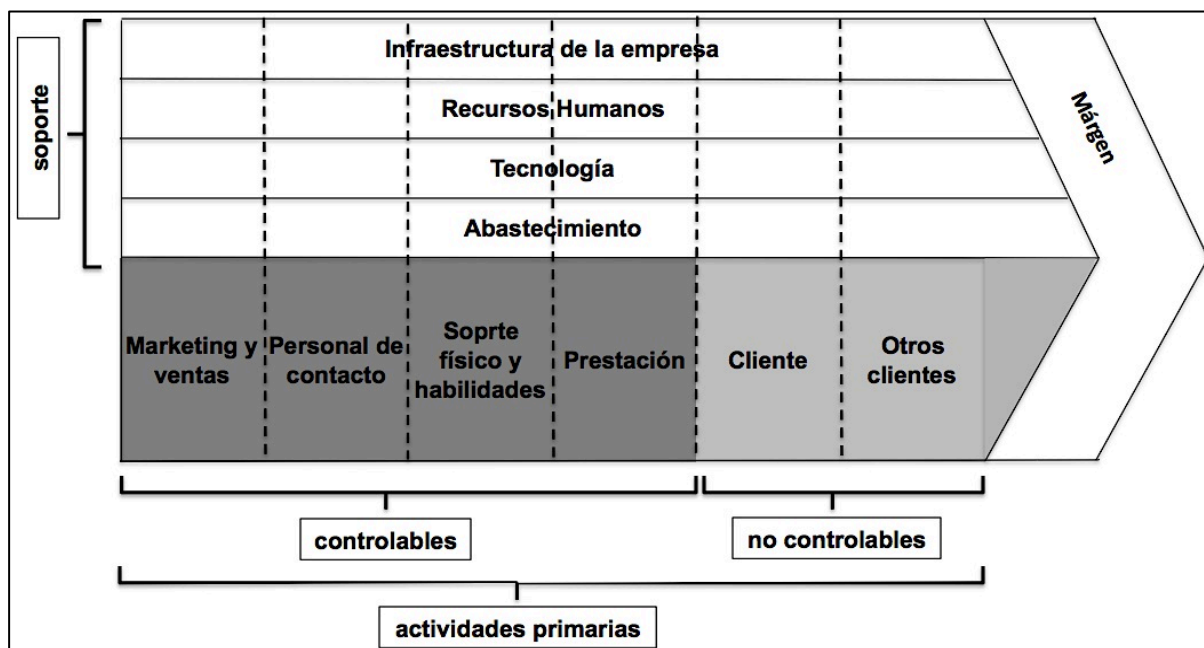 soporte
Infraestructura de la empresa
Recursos Humanos
Tecnología
Abastecimiento
Márgen
Marketing y
ventas
Personal de
contacto
Soprte
físico y
habilidades
Prestación
Cliente
Otros
clientes
controlables
no controlables
actividades primarias